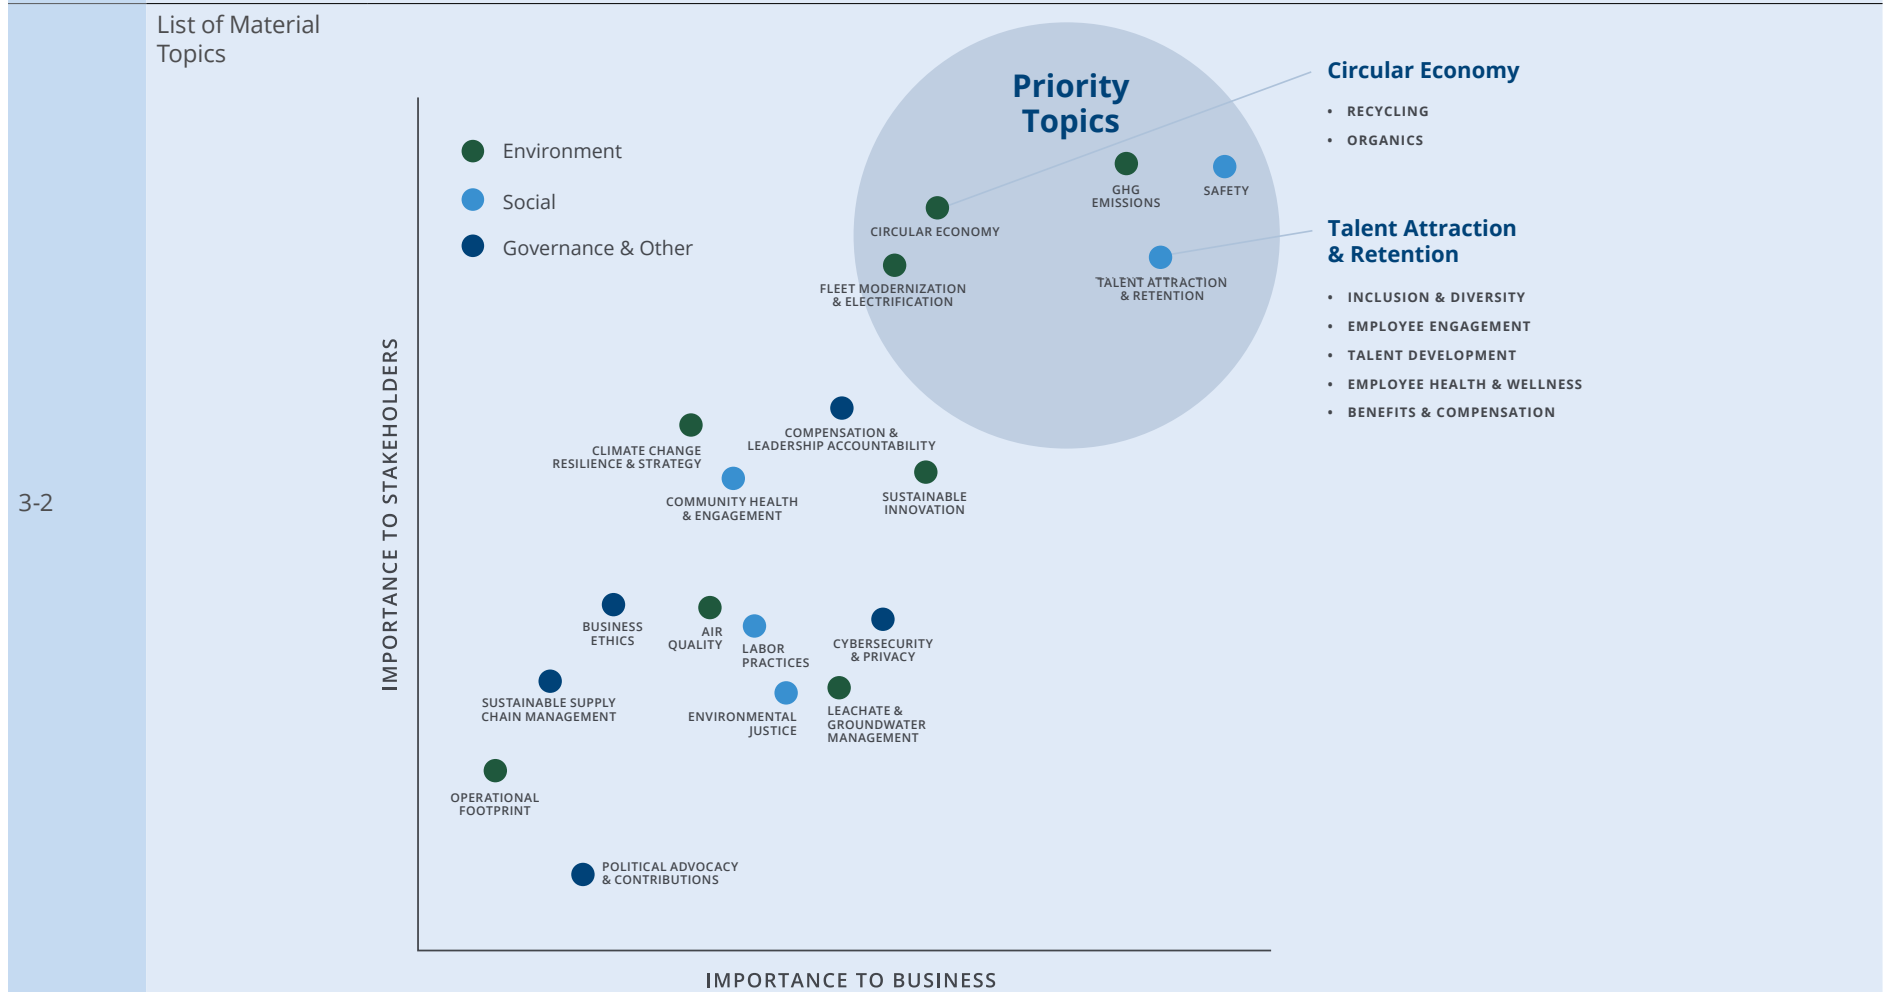 List of Material
Topics
3-2
Environment
Social
Governance & Other
IMPORTANCE TO STAKEHOLDERS
IMPORTANCE TO BUSINESS
Priority
Topics
GHG
EMISSIONS
SAFETY
CIRCULAR ECONOMY
FLEET MODERNIZATION
& ELECTRIFICATION
TALENT ATTRACTION
& RETENTION
COMPENSATION &
LEADERSHIP ACCOUNTABILITY
CLIMATE CHANGE
RESILIENCE & STRATEGY
COMMUNITY HEALTH
& ENGAGEMENT
SUSTAINABLE
INNOVATION
BUSINESS
ETHICS
AIR
QUALITY
LABOR
PRACTICES
CYBERSECURITY
& PRIVACY
SUSTAINABLE SUPPLY
CHAIN MANAGEMENT
ENVIRONMENTAL
JUSTICE
LEACHATE &
GROUNDWATER
MANAGEMENT
OPERATIONAL
FOOTPRINT
POLITICAL ADVOCACY
& CONTRIBUTIONS
Circular Economy
• RECYCLING
• ORGANICS
Talent Attraction
& Retention
• INCLUSION & DIVERSITY
• EMPLOYEE ENGAGEMENT
• TALENT DEVELOPMENT
• EMPLOYEE HEALTH & WELLNESS
• BENEFITS & COMPENSATION